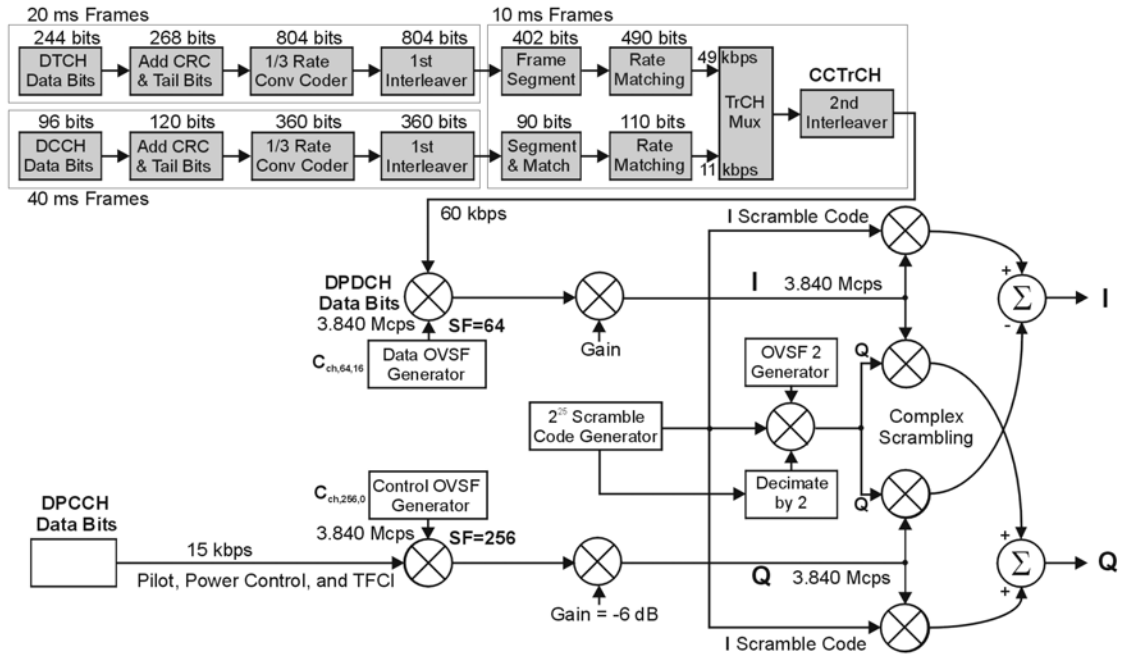 20 ms Frames
10 ms Frames
244 bits
268 bits
804 bits
804 bits
402 bits
490 bits
DTCH
Data Bits
Add CRC
& Tail Bits
1/3 Rate
Conv Coder
1st
Interleaver
Frame
Segment
Rate
Matching
49 kbps
TrCH
Mux
CCTrCH
2nd
Interleaver
96 bits
120 bits
360 bits
360 bits
90 bits
110 bits
DCCH
Data Bits
Add CRC
& Tail Bits
1/3 Rate
Conv Coder
1st
Interleaver
Segment
& Match
Rate
Matching
11 kbps
40 ms Frames
60 kbps
I Scramble Code
DPDCH
Data Bits
3.840 Mcps
SF=64
I
3.840 Mcps
+
Σ
-
I
Gain
C ch,64,16
Data OVSF
Generator
OVSF 2
Generator
Q
2^25 Scramble
Code Generator
Complex
Scrambling
Decimate
by 2
Q
DPCCH
Data Bits
C ch,256,0
Control OVSF
Generator
3.840 Mcps
SF=256
15 kbps
Pilot, Power Control, and TFCI
Gain = -6 dB
Q
3.840 Mcps
+
Σ
+
Q
I Scramble Code